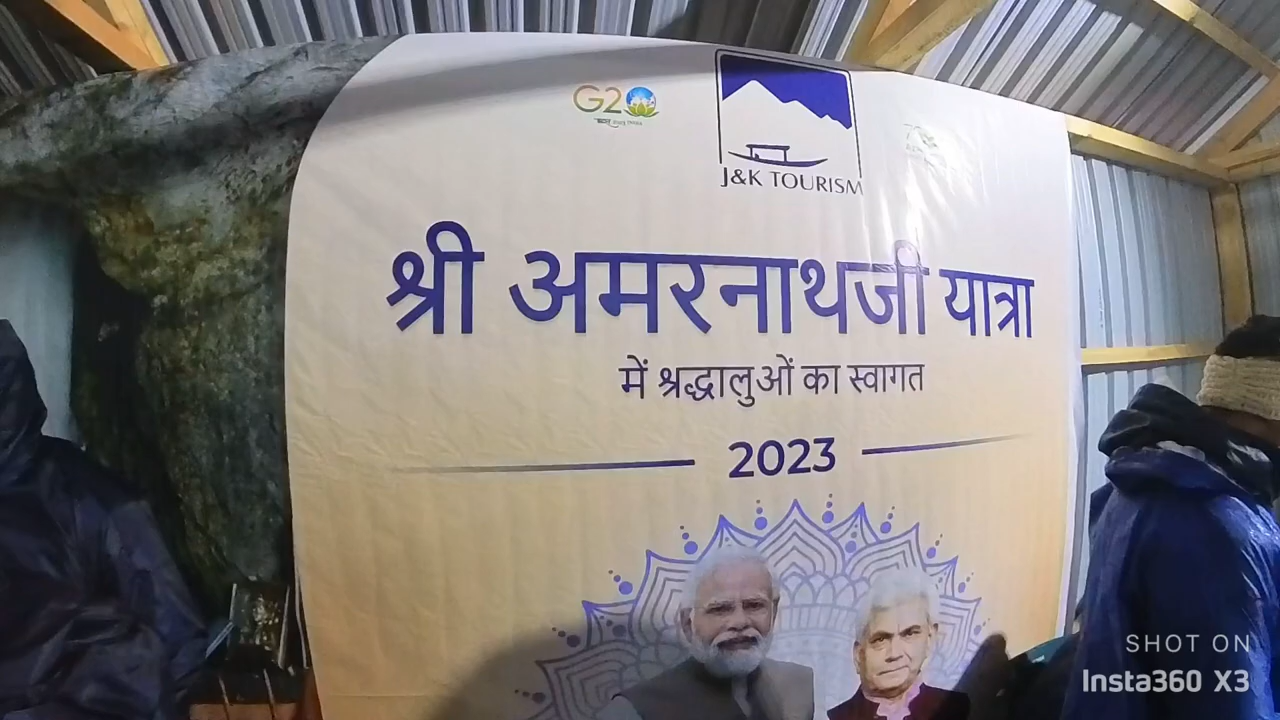 G20
J&K TOURISM
श्री अमरनाथजी यात्रा
में श्रद्धालुओं का स्वागत
2023
SHOT ON
Insta360 X3